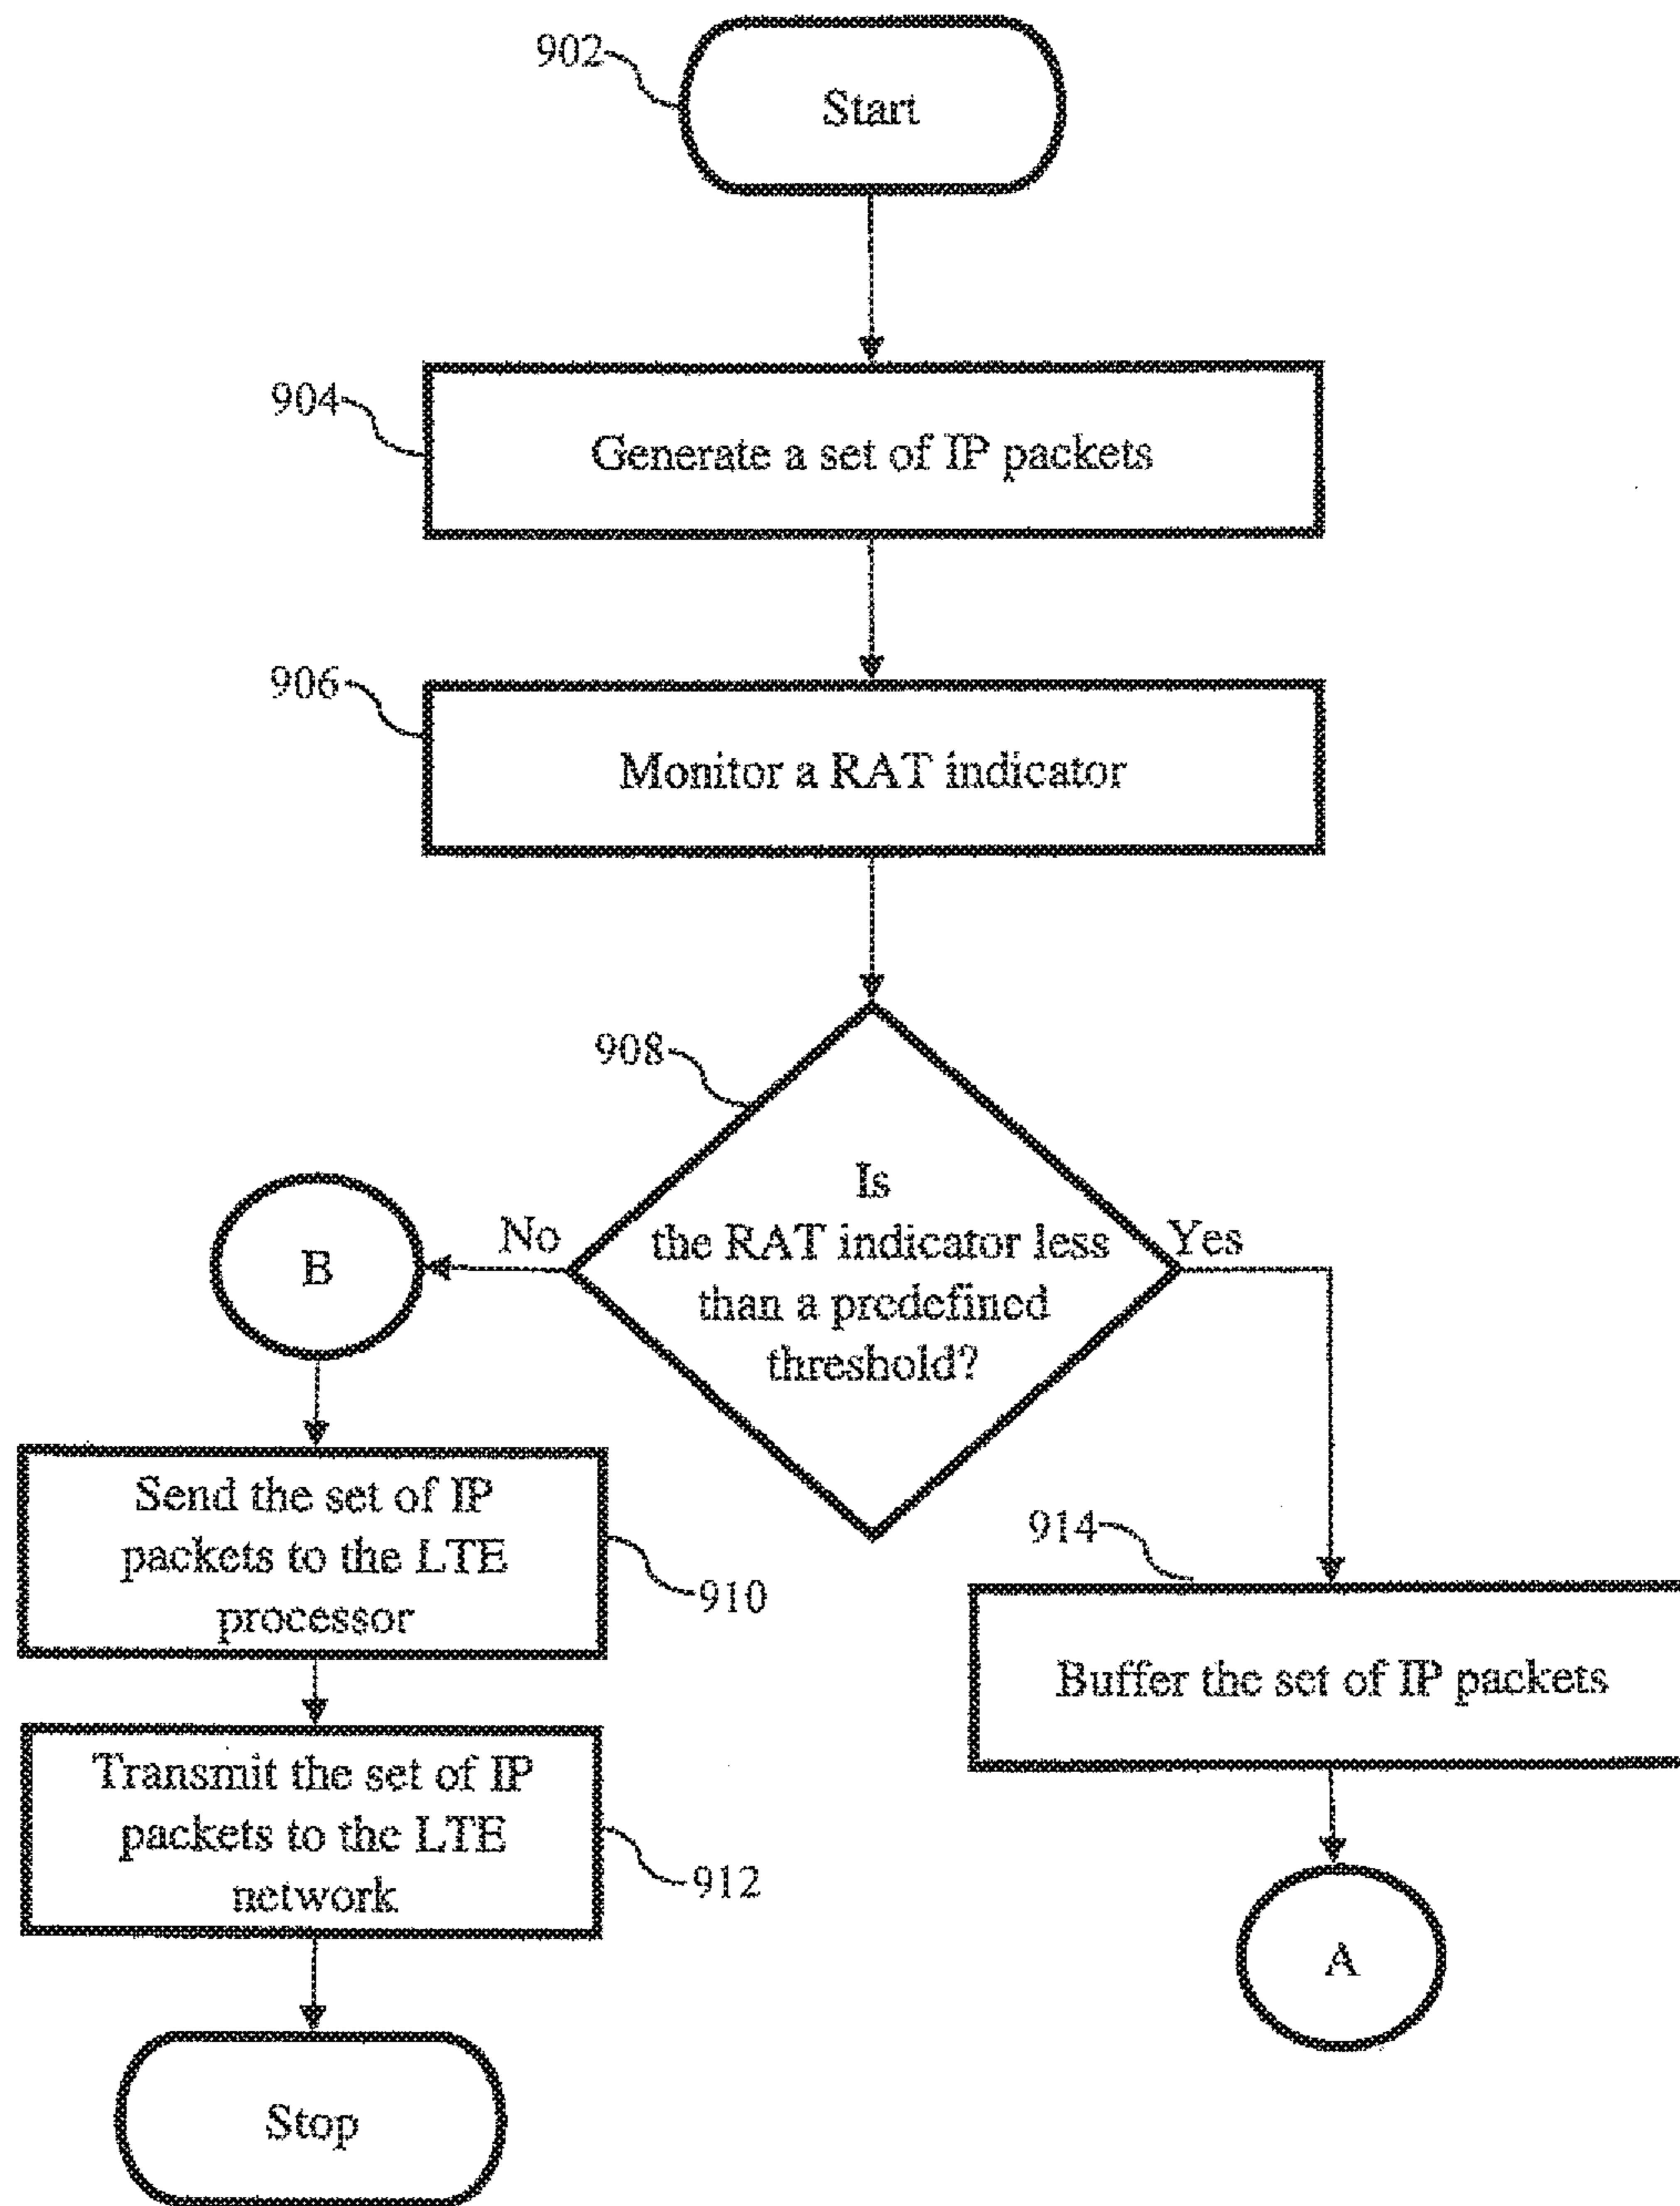 902
Start
904
Generate a set of IP packets
906
Monitor a RAT indicator
908
Is
the RAT indicator less
than a predefined
threshold?
No
Yes
B
Send the set of IP
packets to the LTE
processor
910
914
Buffer the set of IP packets
Transmit the set of IP
packets to the LTE
network
912
A
Stop